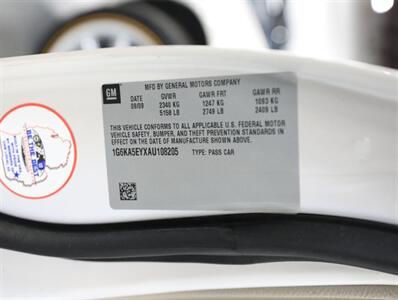 GM
MFD BY GENERAL MOTORS COMPANY
DATE GVWR GAWR FRT GAWR RR
09/09 2340 KG 1247 KG 1093 KG
5158 LB 2749 LB 2409 LB
THIS VEHICLE CONFORMS TO ALL APPLICABLE U.S. FEDERAL MOTOR
VEHICLE SAFETY, BUMPER, AND THEFT PREVENTION STANDARDS IN
EFFECT ON THE DATE OF MANUFACTURE SHOWN ABOVE.
1G6KA5EYXAU108205 TYPE: PASS CAR